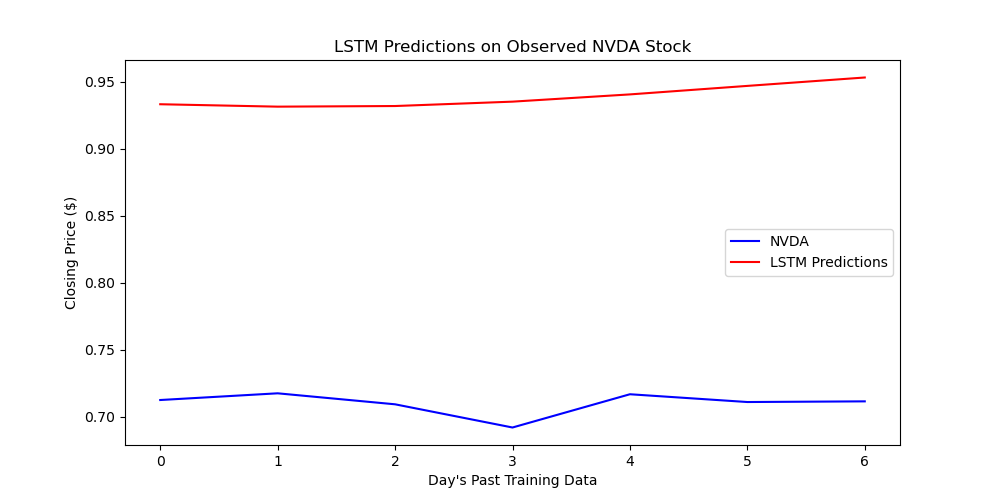 LSTM Predictions on Observed NVDA Stock
Closing Price ($)
0.95
0.90
0.85
0.80
0.75
0.70
NVDA
LSTM Predictions
0 1 2 3 4 5 6
Day's Past Training Data